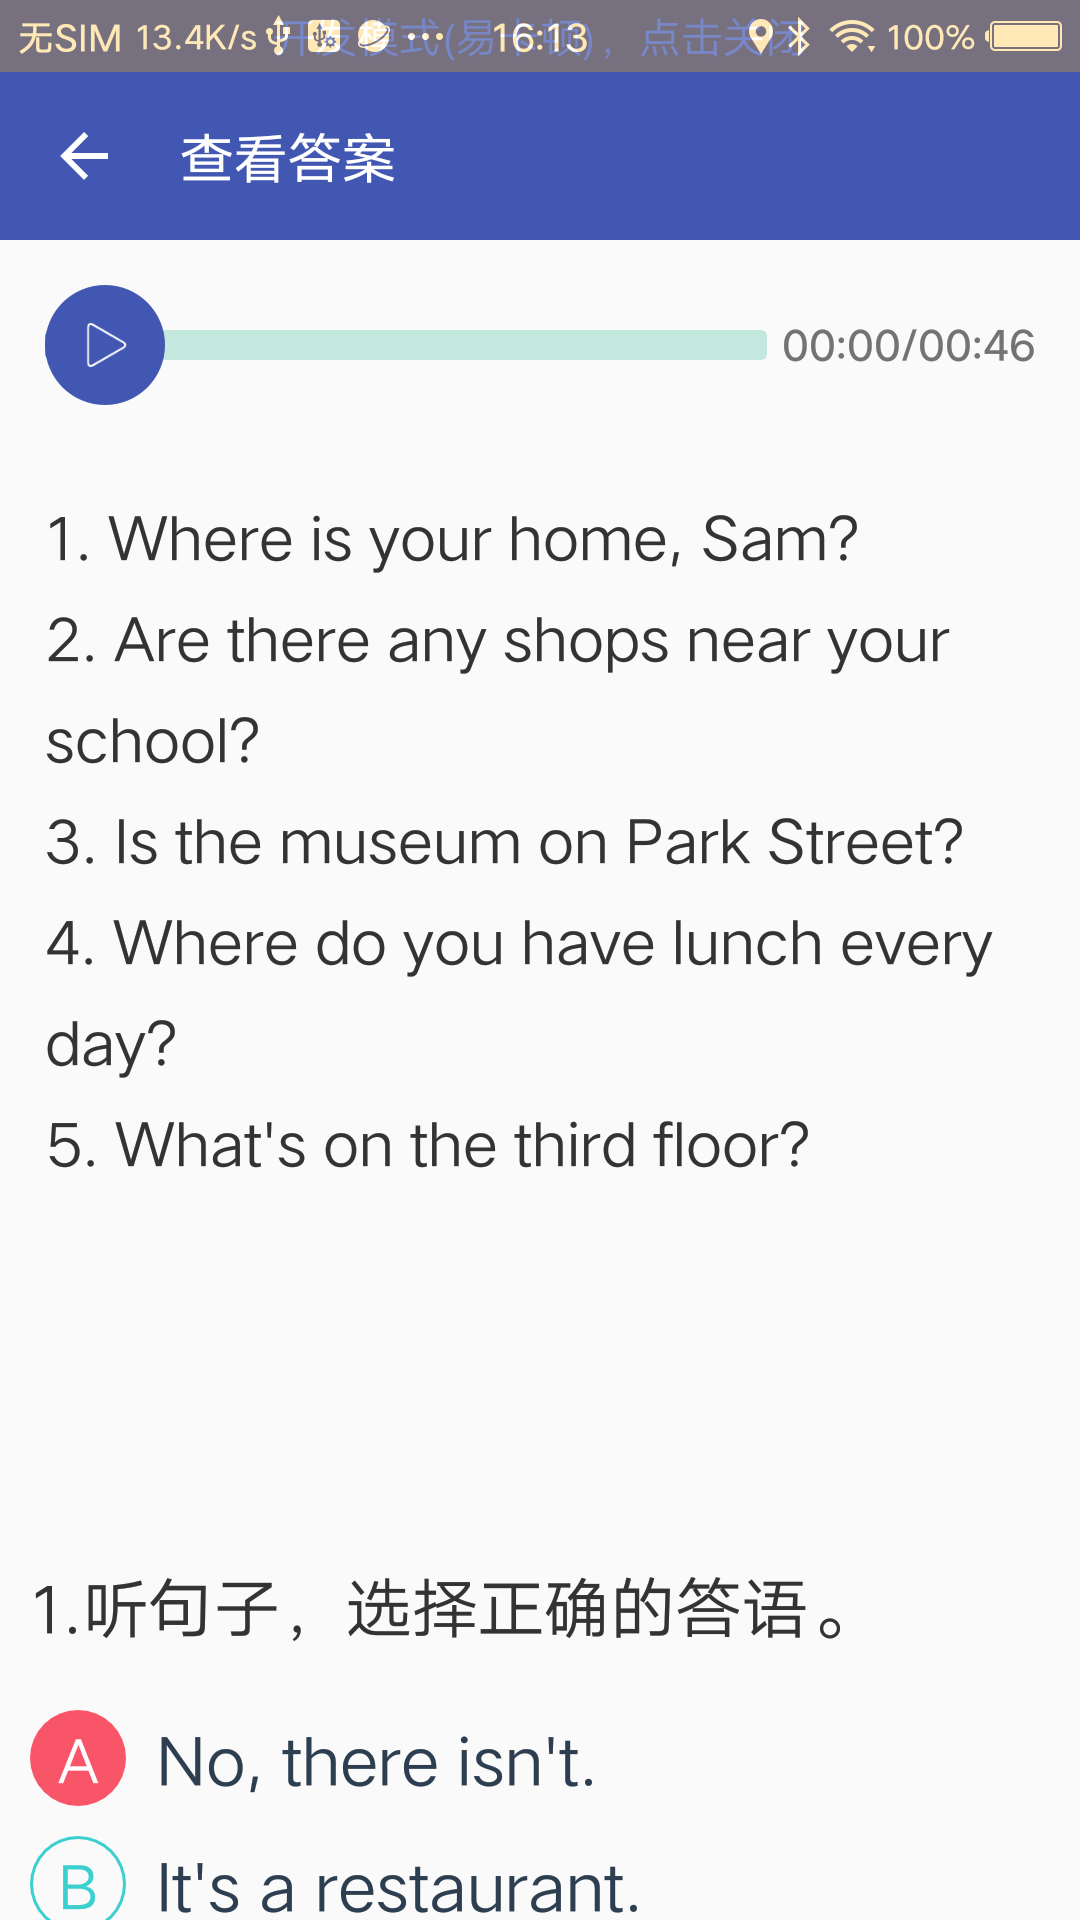 无SIM 13.4K/s 16:13 100%
开发模式(易卡顿)，点击关闭
查看答案
00:00/00:46
1. Where is your home, Sam?
2. Are there any shops near your
school?
3. Is the museum on Park Street?
4. Where do you have lunch every
day?
5. What's on the third floor?
1.听句子，选择正确的答语。
A No, there isn't.
B It's a restaurant.